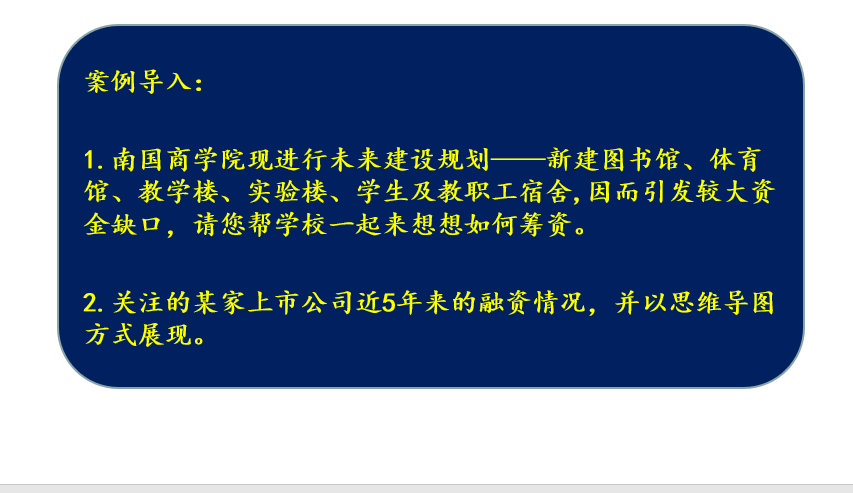 案例导入：
1.南国商学院现进行未来建设规划——新建图书馆、体育
馆、教学楼、实验楼、学生及教职工宿舍,因而引发较大资
金缺口，请您帮学校一起来想想如何筹资。
2.关注的某家上市公司近5年来的融资情况，并以思维导图
方式展现。